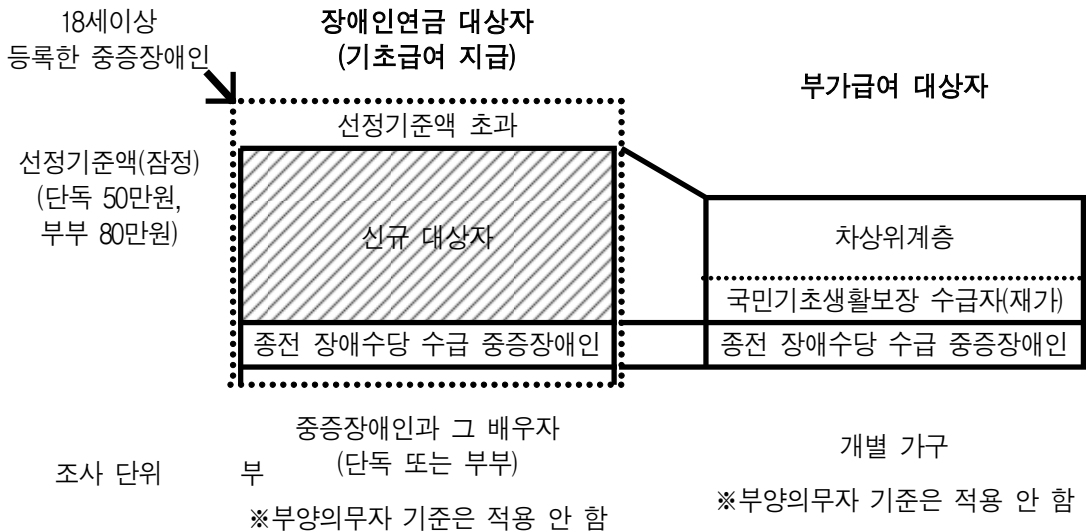 18세이상
등록한 중증장애인
장애인연금 대상자
(기초급여 지급)
부가급여 대상자
선정기준액 초과
선정기준액(잠정)
(단독 50만원,
부부 80만원)
신규 대상자
차상위계층
국민기초생활보장 수급자(재가)
종전 장애수당 수급 중증장애인
종전 장애수당 수급 중증장애인
조사 단위
부
중증장애인과 그 배우자
(단독 또는 부부)
※부양의무자 기준은 적용 안 함
개별 가구
※부양의무자 기준은 적용 안 함